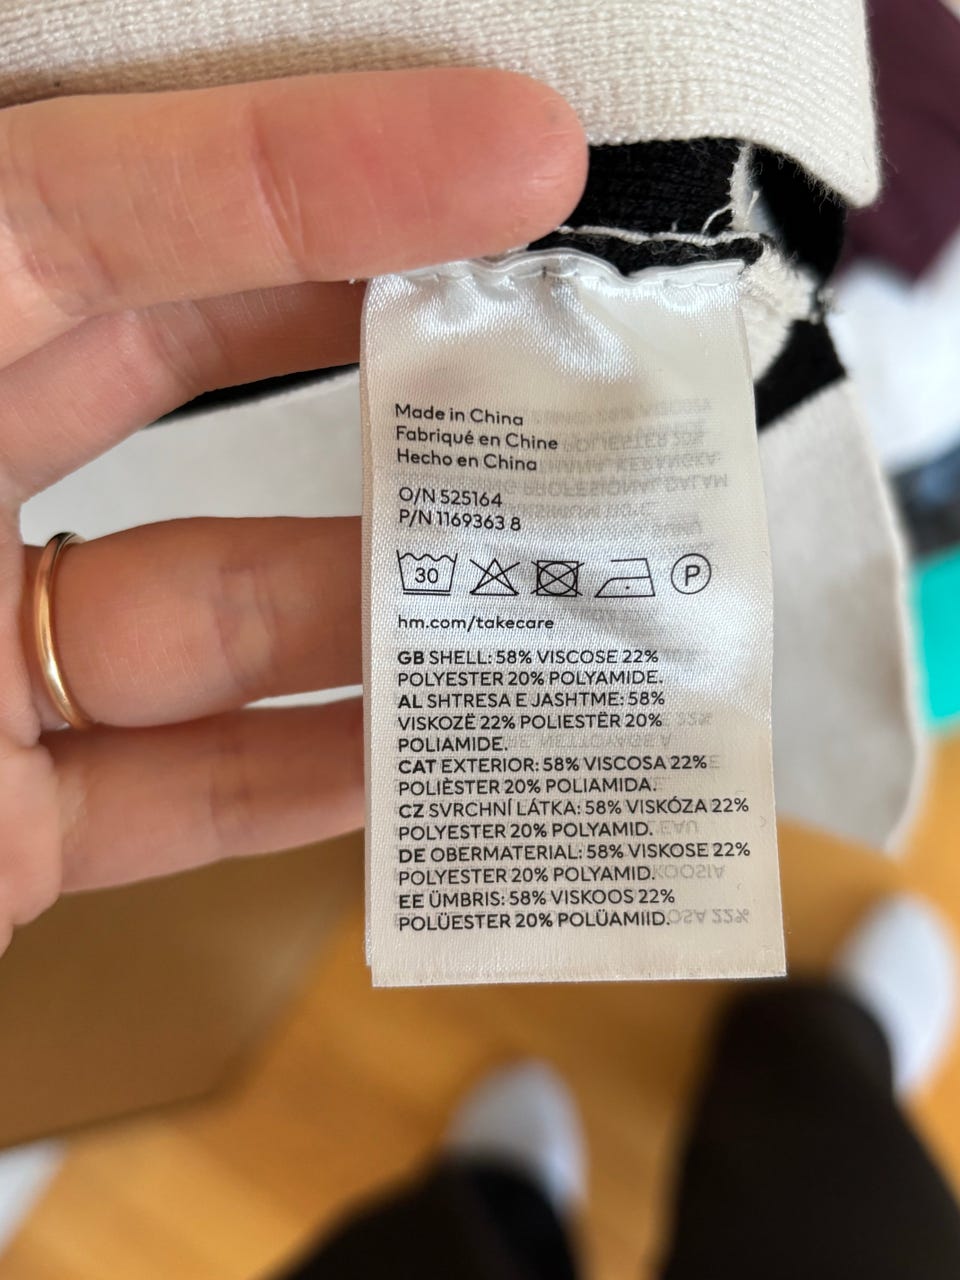 Made in China
Fabriqué en Chine
Hecho en China
O/N 525164
P/N 1169363 8
30
P
hm.com/takecare
GB SHELL: 58% VISCOSE 22%
POLYESTER 20% POLYAMIDE.
AL SHTRESA E JASHTME: 58%
VISKOZË 22% POLIESTËR 20%
POLIAMIDE.
CAT EXTERIOR: 58% VISCOSA 22%
POLIÈSTER 20% POLIAMIDA.
CZ SVRCHNÍ LÁTKA: 58% VISKÓZA 22%
POLYESTER 20% POLYAMID.
DE OBERMATERIAL: 58% VISKOSE 22%
POLYESTER 20% POLYAMID.
EE ÜMBRIS: 58% VISKOOS 22%
POLÜESTER 20% POLÜAMIID.